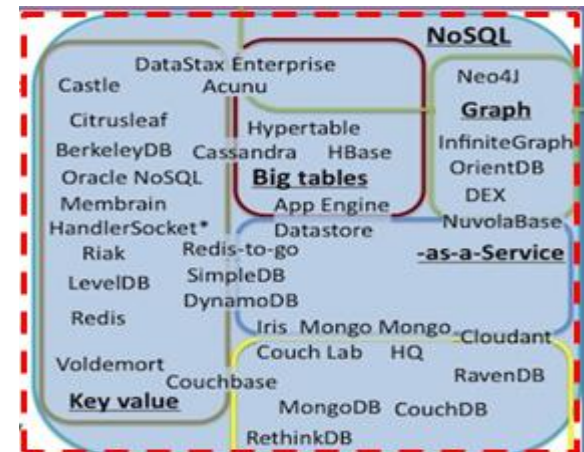 NoSQL
DataStax Enterprise
Castle
Acunu
Neo4J
Graph
Citrusleaf
Hypertable
InfiniteGraph
BerkeleyDB
Cassandra
HBase
OrientDB
Oracle NoSQL
Big tables
DEX
Membrain
App Engine
Datastore
NuvolaBase
HandlerSocket*
Riak
Redis-to-go
-as-a-Service
LevelDB
SimpleDB
DynamoDB
Redis
Iris Mongo Mongo
Couch Lab HQ
Cloudant
Voldemort
Couchbase
RavenDB
Key value
MongoDB
CouchDB
RethinkDB